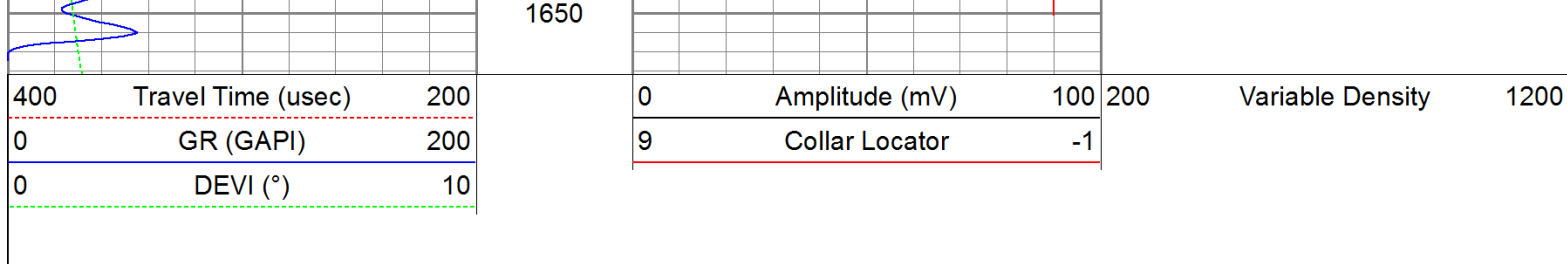 1650
400 Travel Time (usec) 200 0 Amplitude (mV) 100 200 Variable Density 1200
0 GR (GAPI) 200 9 Collar Locator -1
0 DEVI (°) 10